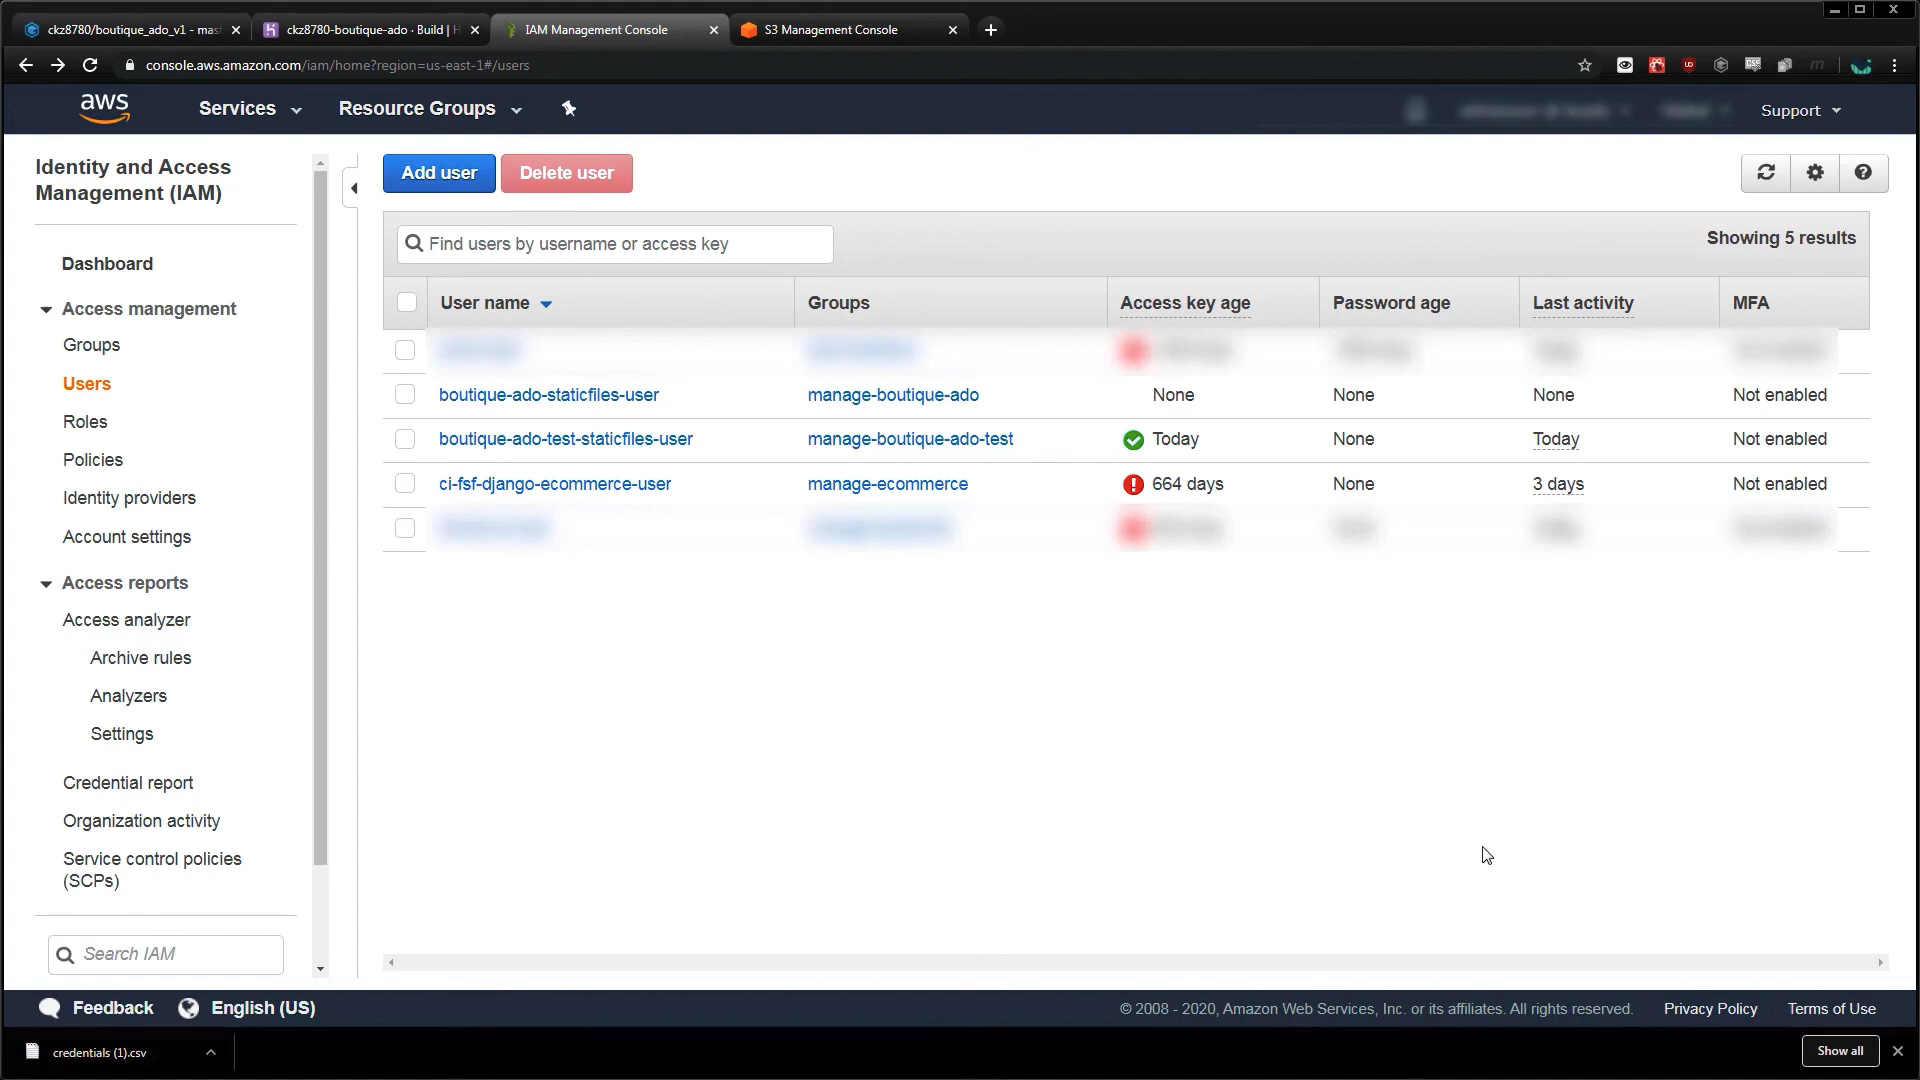 ckz8780/boutique_ado_v1 - mas
ckz8780-boutique-ado · Build | H
IAM Management Console
S3 Management Console
console.aws.amazon.com/iam/home?region=us-east-1#/users
aws
Services
Resource Groups
Support
Identity and Access
Management (IAM)
Dashboard
Access management
Groups
Users
Roles
Policies
Identity providers
Account settings
Access reports
Access analyzer
Archive rules
Analyzers
Settings
Credential report
Organization activity
Service control policies
(SCPs)
Search IAM
Add user
Delete user
Find users by username or access key
Showing 5 results
User name Groups Access key age Password age Last activity MFA
boutique-ado-staticfiles-user manage-boutique-ado None None None Not enabled
boutique-ado-test-staticfiles-user manage-boutique-ado-test Today None Today Not enabled
ci-fsf-django-ecommerce-user manage-ecommerce 664 days None 3 days Not enabled
Feedback
English (US)
© 2008 - 2020, Amazon Web Services, Inc. or its affiliates. All rights reserved.
Privacy Policy
Terms of Use
credentials (1).csv
Show all